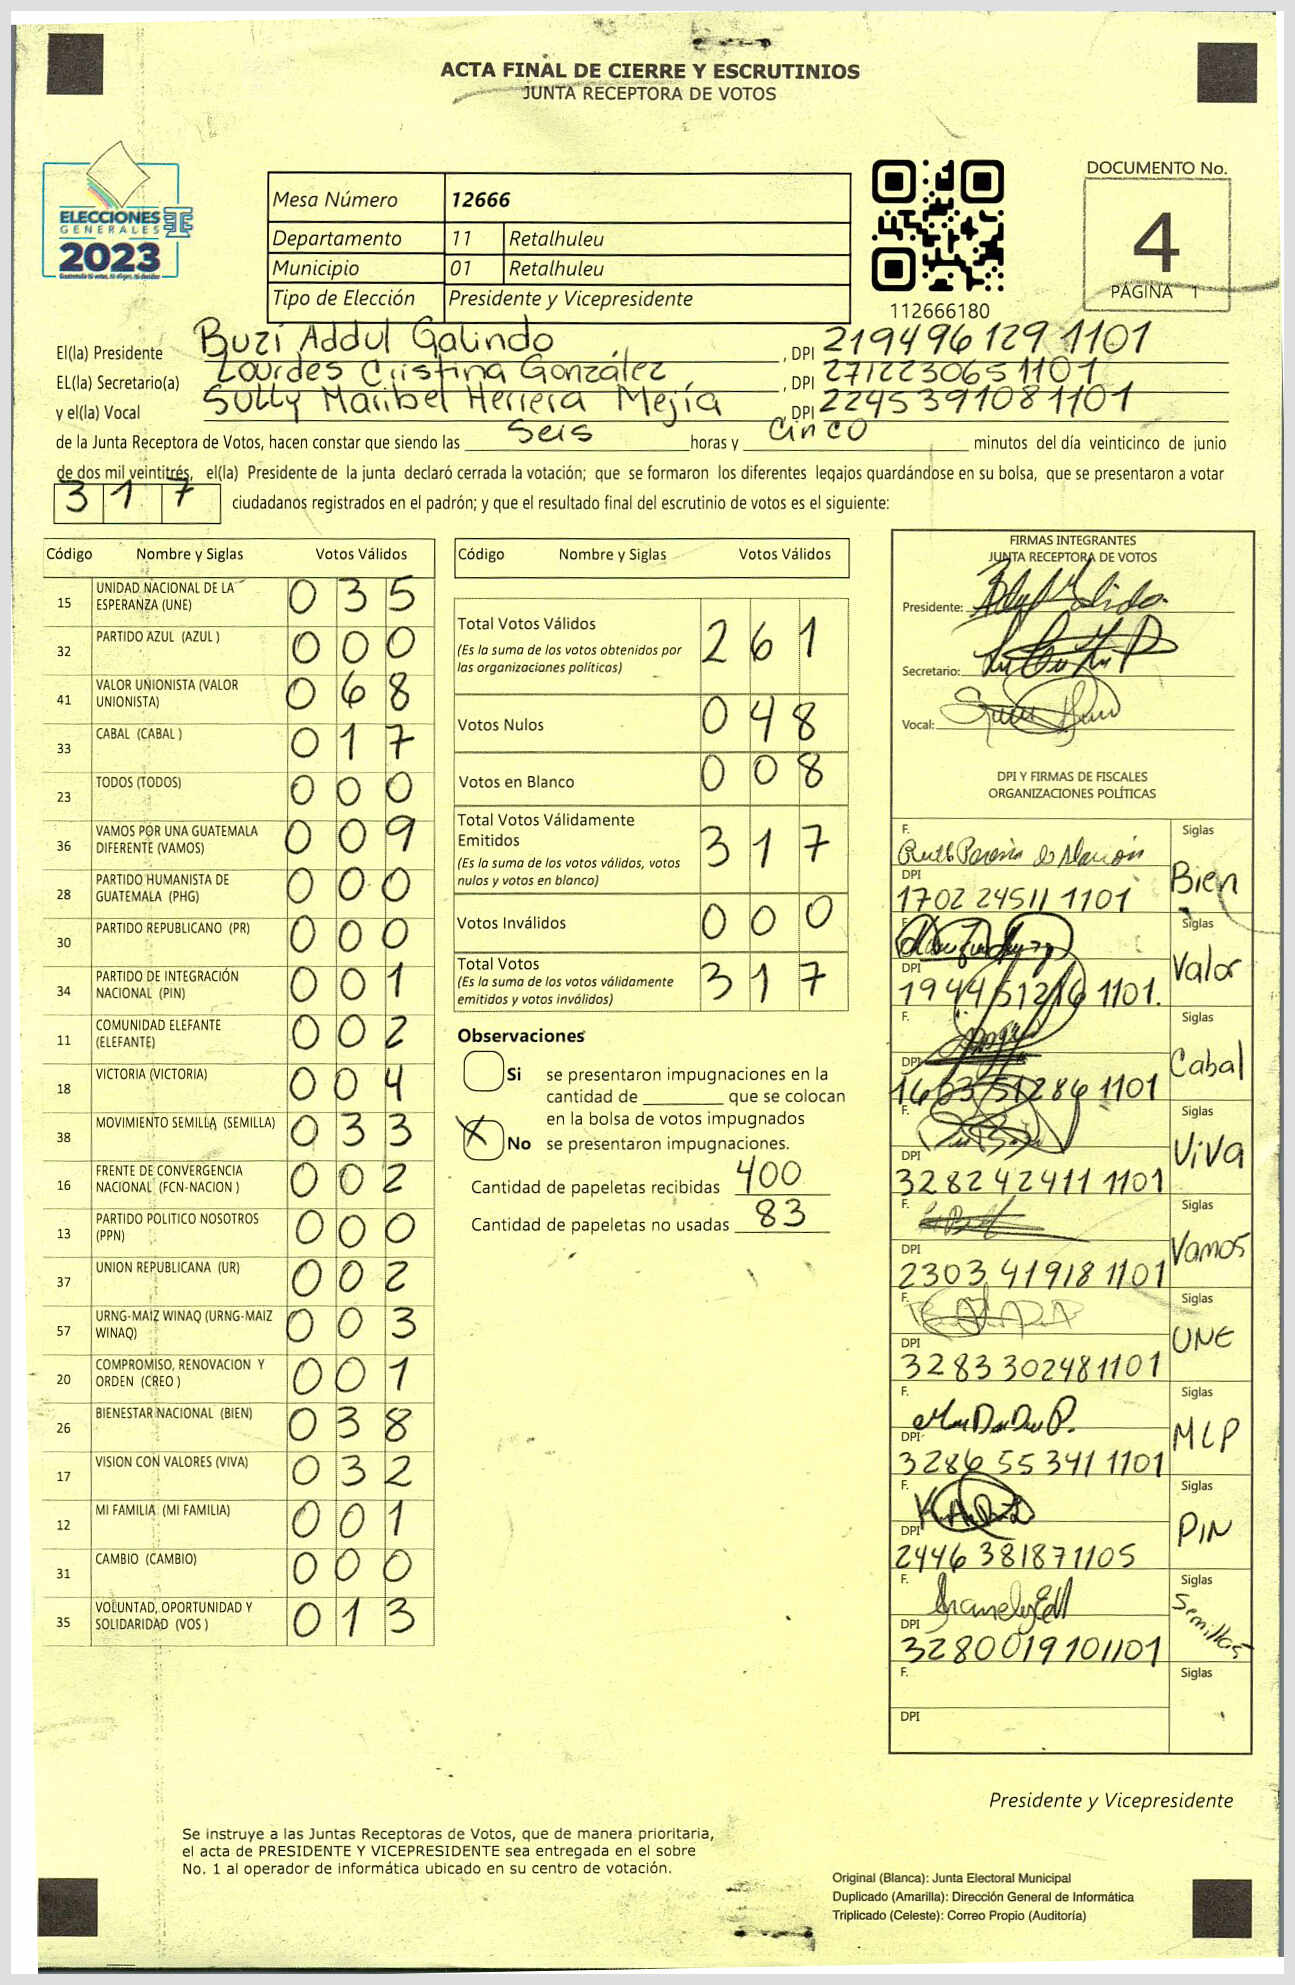 ACTA FINAL DE CIERRE Y ESCRUTINIOS
JUNTA RECEPTORA DE VOTOS
ELECCIONES
GENERALES
2023
Mesa Número 12666
Departamento 11 Retalhuleu
Municipio 01 Retalhuleu
Tipo de Elección Presidente y Vicepresidente
112666180
DOCUMENTO No.
4
PÁGINA 1
El(la) Presidente Buzi Addul Galindo , DPI 2194961291101
EL(la) Secretario(a) Lourdes Cristina González , DPI 2712230651101
y el(la) Vocal Sully Maribel Herrera Mejía , DPI 2245391081101
de la Junta Receptora de Votos, hacen constar que siendo las Seis horas y Cinco minutos del día veinticinco de junio
de dos mil veintitrés, el(la) Presidente de la junta declaró cerrada la votación; que se formaron los diferentes legajos guardándose en su bolsa, que se presentaron a votar
317 ciudadanos registrados en el padrón; y que el resultado final del escrutinio de votos es el siguiente:
Código Nombre y Siglas Votos Válidos
15 UNIDAD NACIONAL DE LA ESPERANZA (UNE) 035
32 PARTIDO AZUL (AZUL ) 000
41 VALOR UNIONISTA (VALOR UNIONISTA) 068
33 CABAL (CABAL ) 017
23 TODOS (TODOS) 000
36 VAMOS POR UNA GUATEMALA DIFERENTE (VAMOS) 009
28 PARTIDO HUMANISTA DE GUATEMALA (PHG) 000
30 PARTIDO REPUBLICANO (PR) 000
34 PARTIDO DE INTEGRACIÓN NACIONAL (PIN) 001
11 COMUNIDAD ELEFANTE (ELEFANTE) 002
18 VICTORIA (VICTORIA) 004
38 MOVIMIENTO SEMILLA (SEMILLA) 033
16 FRENTE DE CONVERGENCIA NACIONAL (FCN-NACION ) 002
13 PARTIDO POLITICO NOSOTROS (PPN) 000
37 UNION REPUBLICANA (UR) 002
57 URNG-MAIZ WINAQ (URNG-MAIZ WINAQ) 003
20 COMPROMISO, RENOVACION Y ORDEN (CREO ) 001
26 BIENESTAR NACIONAL (BIEN) 038
17 VISION CON VALORES (VIVA) 032
12 MI FAMILIA (MI FAMILIA) 001
31 CAMBIO (CAMBIO) 000
35 VOLUNTAD, OPORTUNIDAD Y SOLIDARIDAD (VOS ) 013
Código Nombre y Siglas Votos Válidos
Total Votos Válidos 261
(Es la suma de los votos obtenidos por
las organizaciones políticas)
Votos Nulos 048
Votos en Blanco 008
Total Votos Válidamente
Emitidos 317
(Es la suma de los votos válidos, votos
nulos y votos en blanco)
Votos Inválidos 000
Total Votos 317
(Es la suma de los votos válidamente
emitidos y votos inválidos)
Observaciones
Si se presentaron impugnaciones en la
cantidad de ________ que se colocan
en la bolsa de votos impugnados
X No se presentaron impugnaciones.
Cantidad de papeletas recibidas 400
Cantidad de papeletas no usadas 83
FIRMAS INTEGRANTES
JUNTA RECEPTORA DE VOTOS
Presidente:
Secretario:
Vocal:
DPI Y FIRMAS DE FISCALES
ORGANIZACIONES POLÍTICAS
F. Siglas
DPI Bien
1702 24511 1101
F. Siglas
DPI Valor
1101.
F. Siglas
DPI Cabal
1101
F. Siglas
DPI Viva
3282 42411 1101
F. Siglas
DPI Vamos
2303 41918 1101
F. Siglas
DPI UNE
3283 30248 1101
F. Siglas
DPI MLP
3286 55341 1101
F. Siglas
DPI PIN
2446 38187 1105
F. Siglas
DPI Semillas
3280019101101
F. Siglas
DPI
Presidente y Vicepresidente
Se instruye a las Juntas Receptoras de Votos, que de manera prioritaria,
el acta de PRESIDENTE Y VICEPRESIDENTE sea entregada en el sobre
No. 1 al operador de informática ubicado en su centro de votación.
Original (Blanca): Junta Electoral Municipal
Duplicado (Amarilla): Dirección General de Informática
Triplicado (Celeste): Correo Propio (Auditoría)